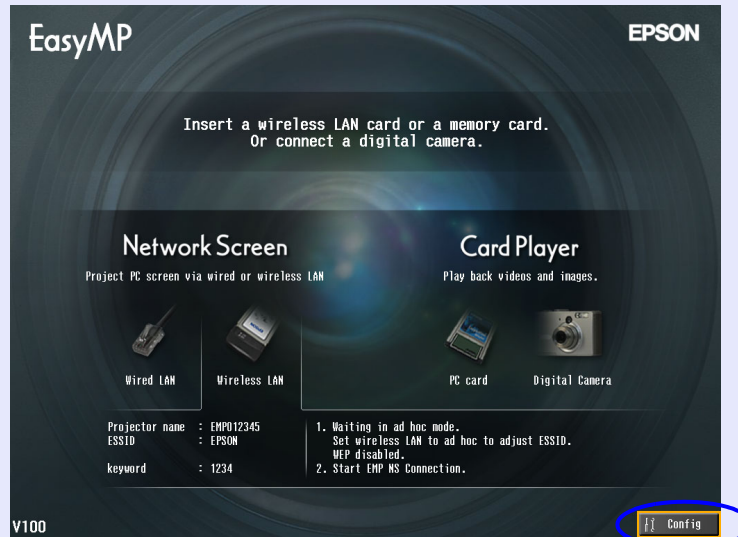 EasyMP
EPSON
Insert a wireless LAN card or a memory card.
Or connect a digital camera.
Network Screen
Project PC screen via wired or wireless LAN
Wired LAN
Wireless LAN
Card Player
Play back videos and images.
PC card
Digital Camera
Projector name : EMP012345
ESSID : EPSON
keyword : 1234
1. Waiting in ad hoc mode.
Set wireless LAN to ad hoc to adjust ESSID.
WEP disabled.
2. Start EMP NS Connection.
V100
Config